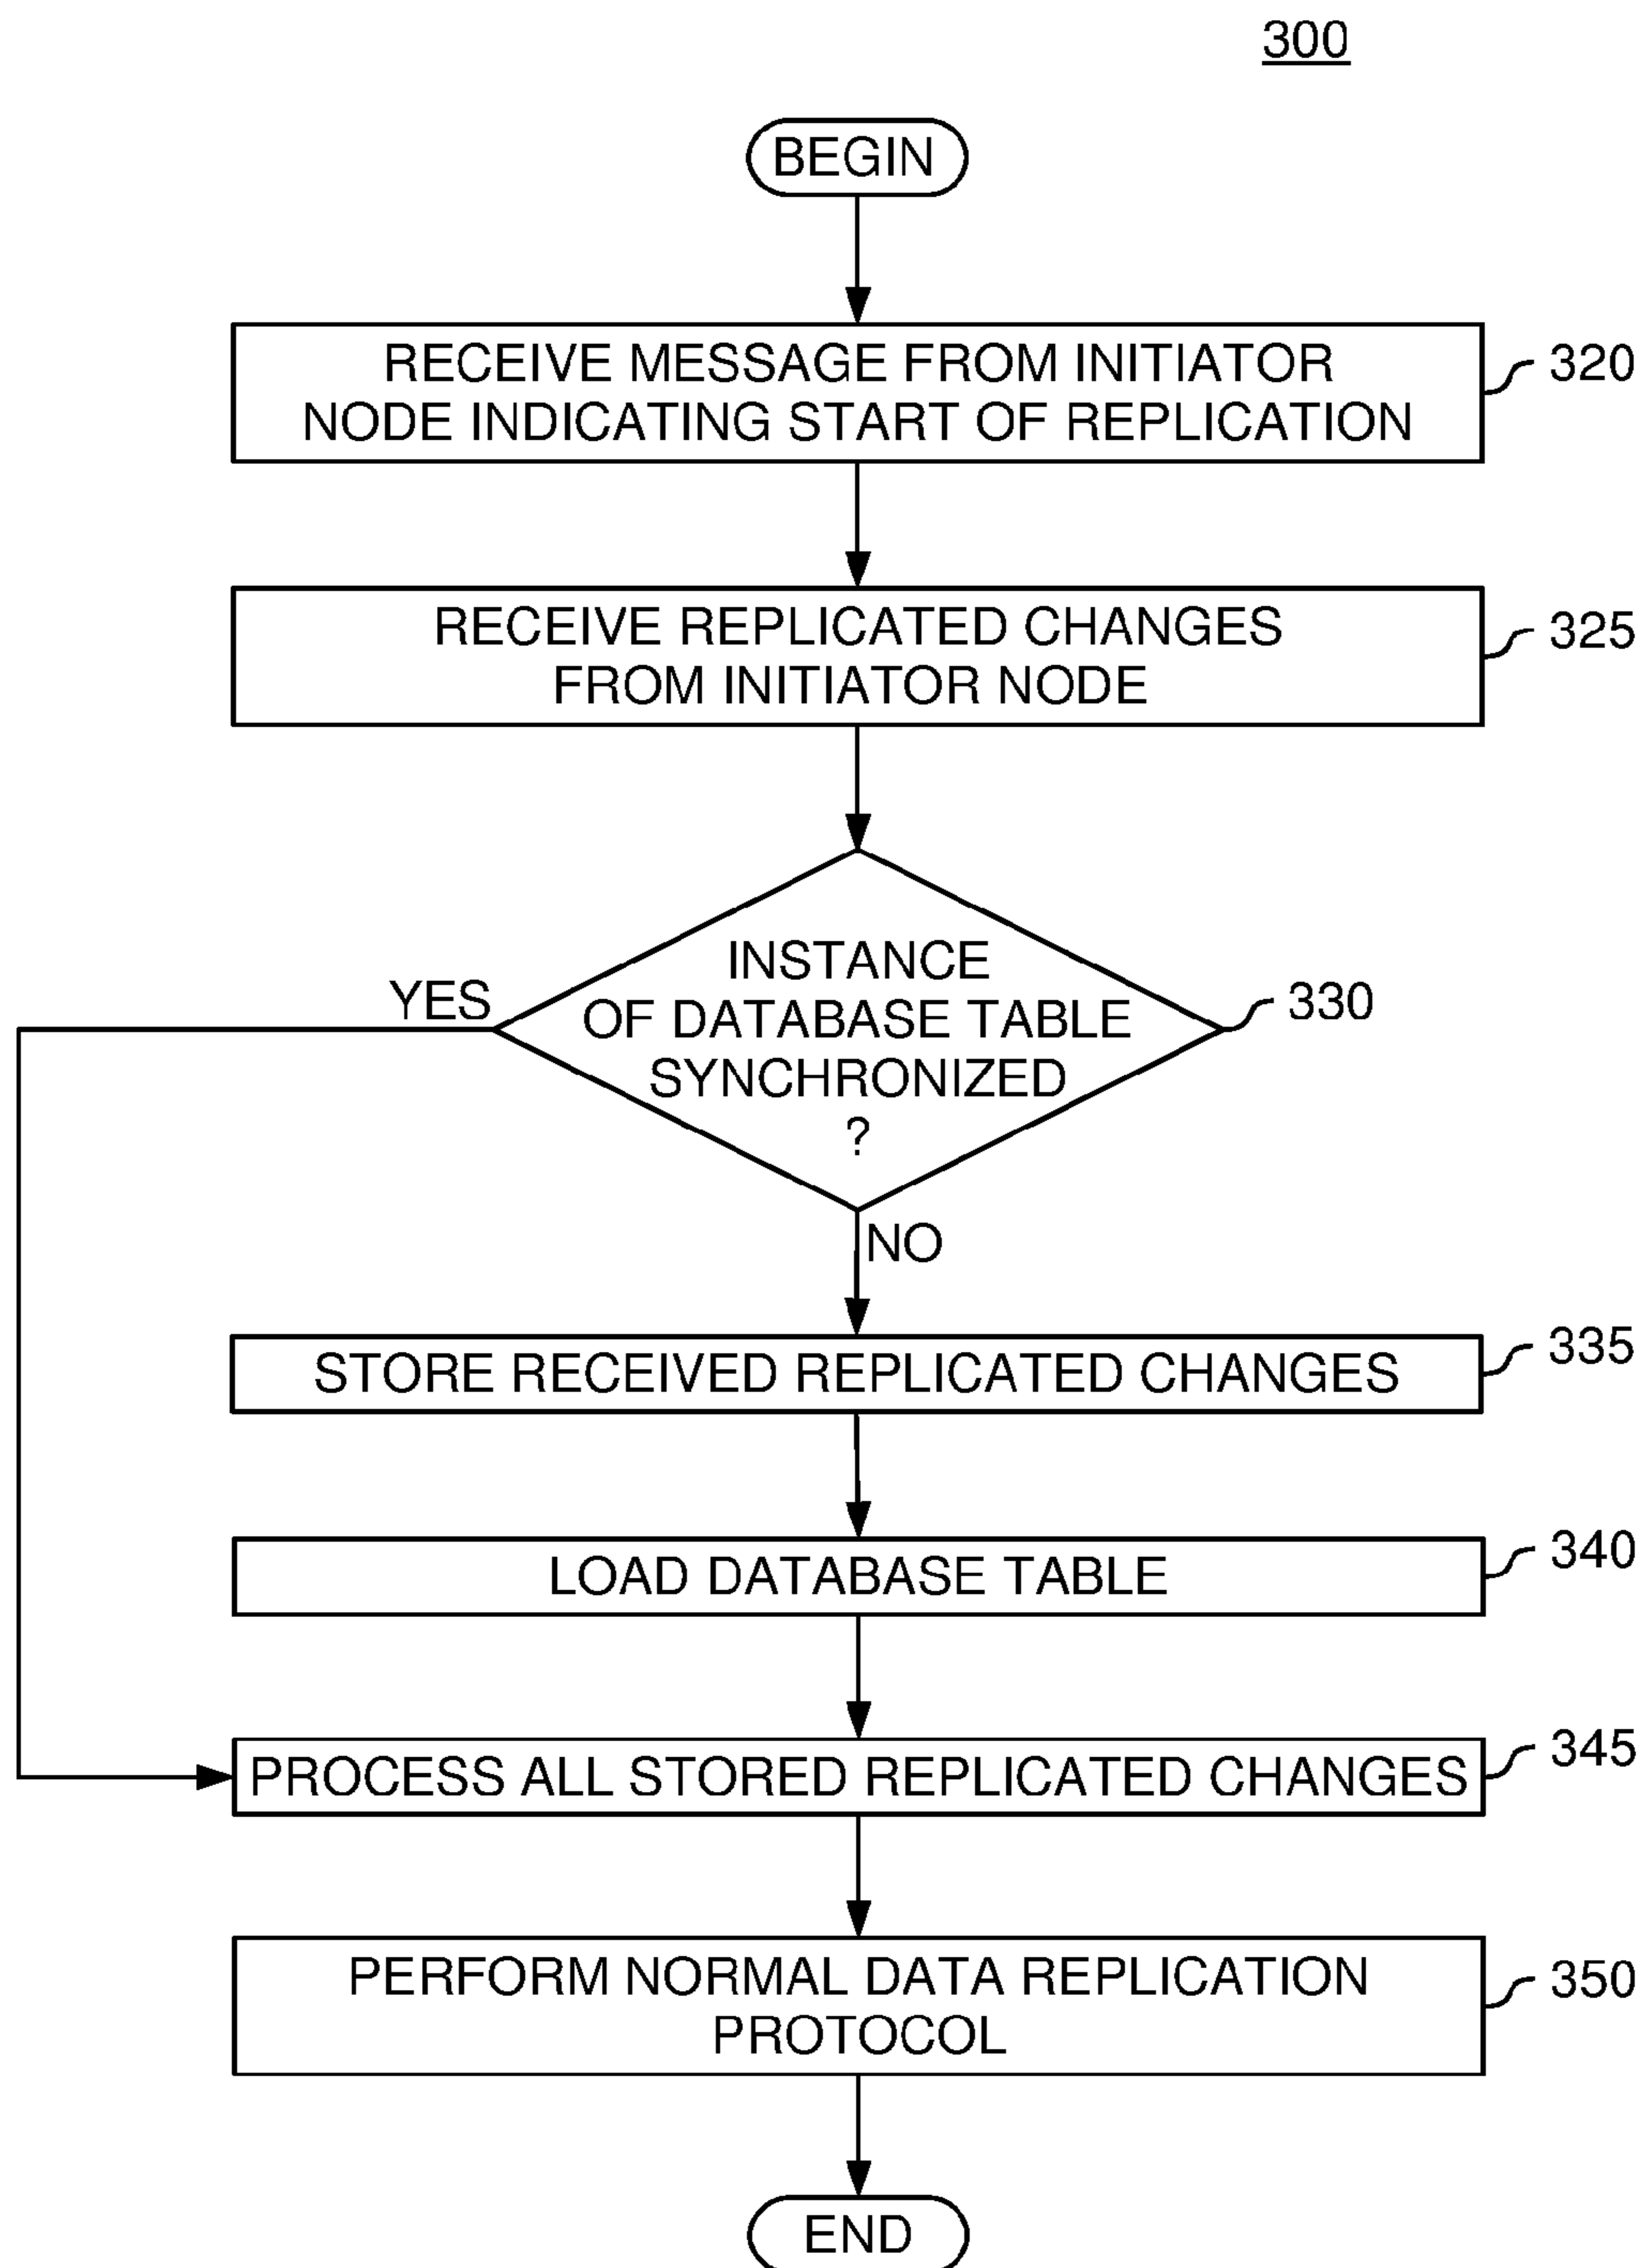 300
BEGIN
RECEIVE MESSAGE FROM INITIATOR
NODE INDICATING START OF REPLICATION
320
RECEIVE REPLICATED CHANGES
FROM INITIATOR NODE
325
INSTANCE
OF DATABASE TABLE
SYNCHRONIZED
?
YES
330
NO
STORE RECEIVED REPLICATED CHANGES
335
LOAD DATABASE TABLE
340
PROCESS ALL STORED REPLICATED CHANGES
345
PERFORM NORMAL DATA REPLICATION
PROTOCOL
350
END